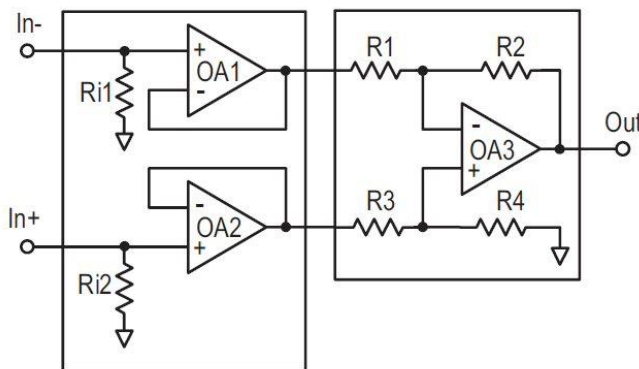 In-
Ri1
+
OA1
-
R1
R2
-
OA3
+
Out
In+
Ri2
-
OA2
+
R3
R4